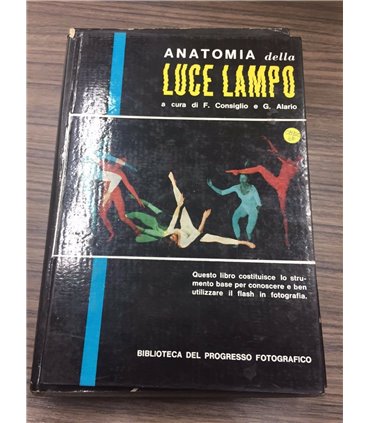 ANATOMIA della
LUCE LAMPO
a cura di F. Consiglio e G. Alario
Questo libro costituisce lo stru-
mento base per conoscere e ben
utilizzare il flash in fotografia.
BIBLIOTECA DEL PROGRESSO FOTOGRAFICO